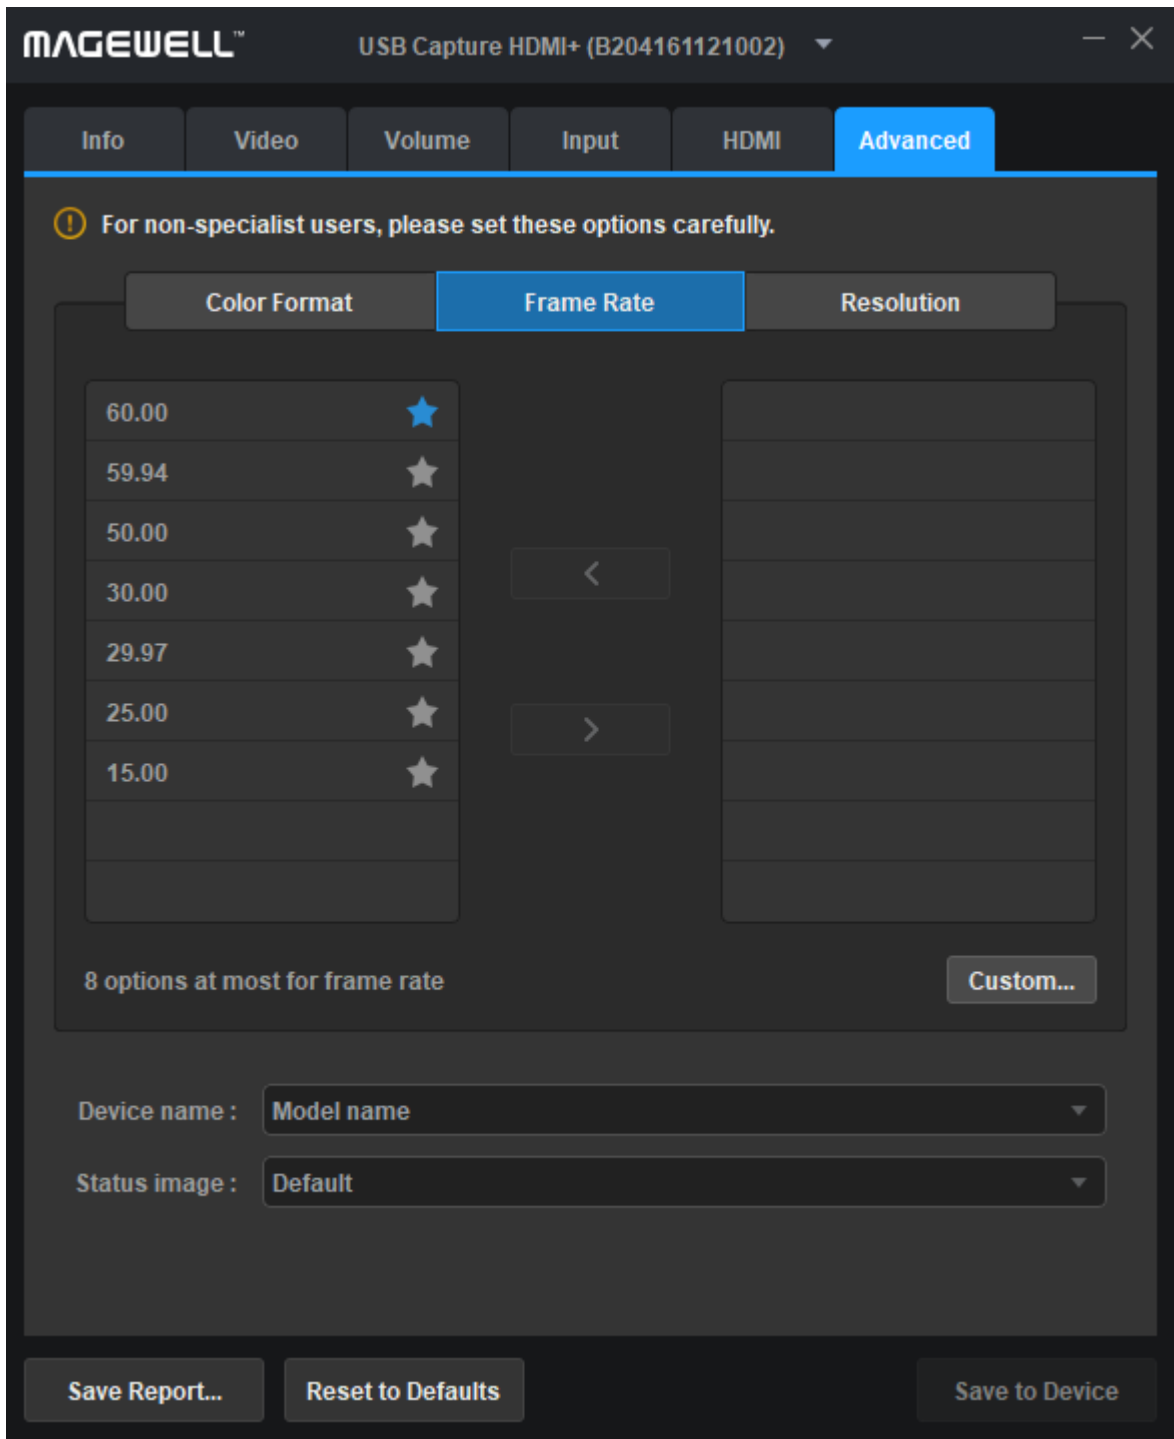 MAGEWELL™
USB Capture HDMI+ (B204161121002)
Info Video Volume Input HDMI Advanced
For non-specialist users, please set these options carefully.
Color Format Frame Rate Resolution
60.00
59.94
50.00
30.00
29.97
25.00
15.00
8 options at most for frame rate
Custom...
Device name : Model name
Status image : Default
Save Report... Reset to Defaults Save to Device